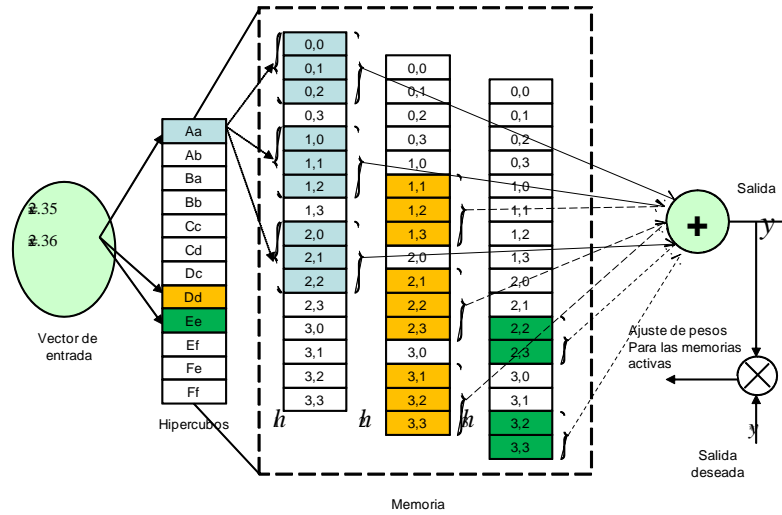 Vector de
entrada
Aa
Ab
Ba
Bb
Cc
Cd
Dc
Dd
Ee
Ef
Fe
Ff
Hipercubos
0,0
0,1
0,2
0,3
1,0
1,1
1,2
1,3
2,0
2,1
2,2
2,3
3,0
3,1
3,2
3,3
h
0,0
0,1
0,2
0,3
1,0
1,1
1,2
1,3
2,0
2,1
2,2
2,3
3,0
3,1
3,2
3,3
h
0,0
0,1
0,2
0,3
1,0
1,1
1,2
1,3
2,0
2,1
2,2
2,3
3,0
3,1
3,2
3,3
h
Memoria
+
Salida
y
Ajuste de pesos
Para las memorias
activas
y
Salida
deseada